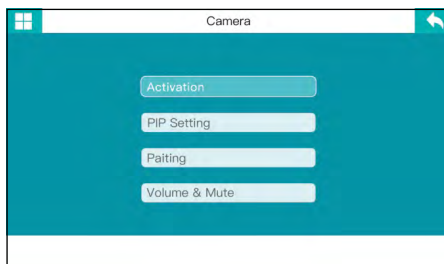 Camera
Activation
PIP Setting
Paiting
Volume & Mute